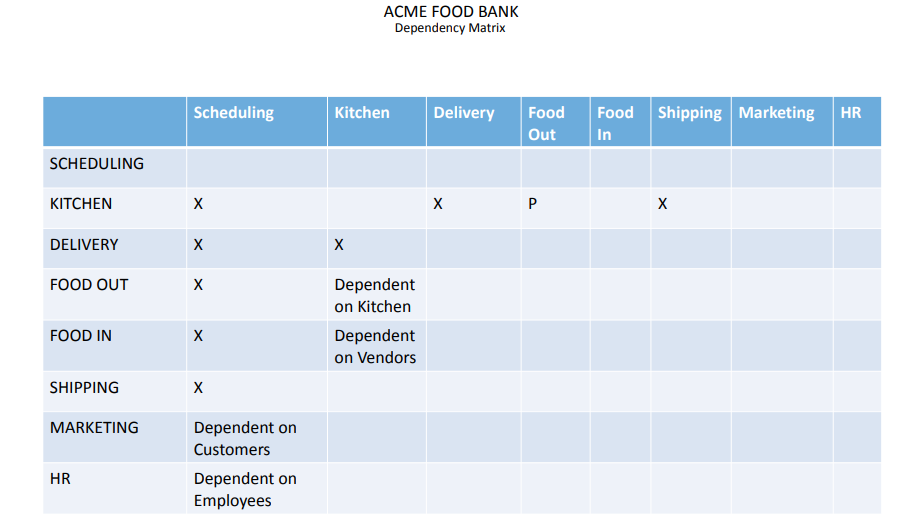 ACME FOOD BANK
Dependency Matrix
Scheduling Kitchen Delivery Food Out Food In Shipping Marketing HR
SCHEDULING
KITCHEN X X P X
DELIVERY X X
FOOD OUT X Dependent
on Kitchen
FOOD IN X Dependent
on Vendors
SHIPPING X
MARKETING Dependent on
Customers
HR Dependent on
Employees